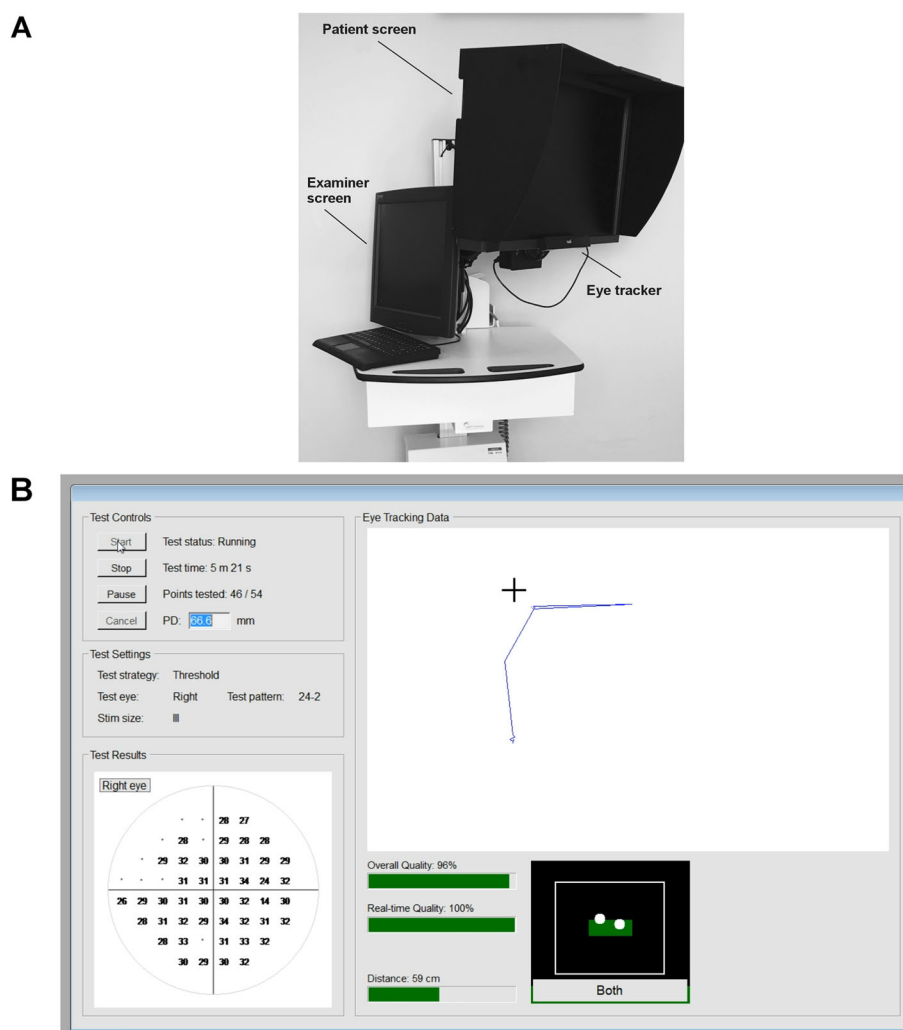 A
Patient screen
Examiner
screen
Eye tracker
B
Test Controls
Start
Test status: Running
Stop
Test time: 5 m 21 s
Pause
Points tested: 46 / 54
Cancel
PD: 66.6 mm
Test Settings
Test strategy: Threshold
Test eye: Right Test pattern: 24-2
Stim size: III
Test Results
Right eye
28 27
28 29 28 28
29 32 30 30 31 29 29
31 31 31 34 24 32
26 29 30 31 30 30 32 14 30
28 31 32 29 34 32 31 32
28 33 31 33 32
30 29 30 32
Eye Tracking Data
Overall Quality: 96%
Real-time Quality: 100%
Distance: 59 cm
Both